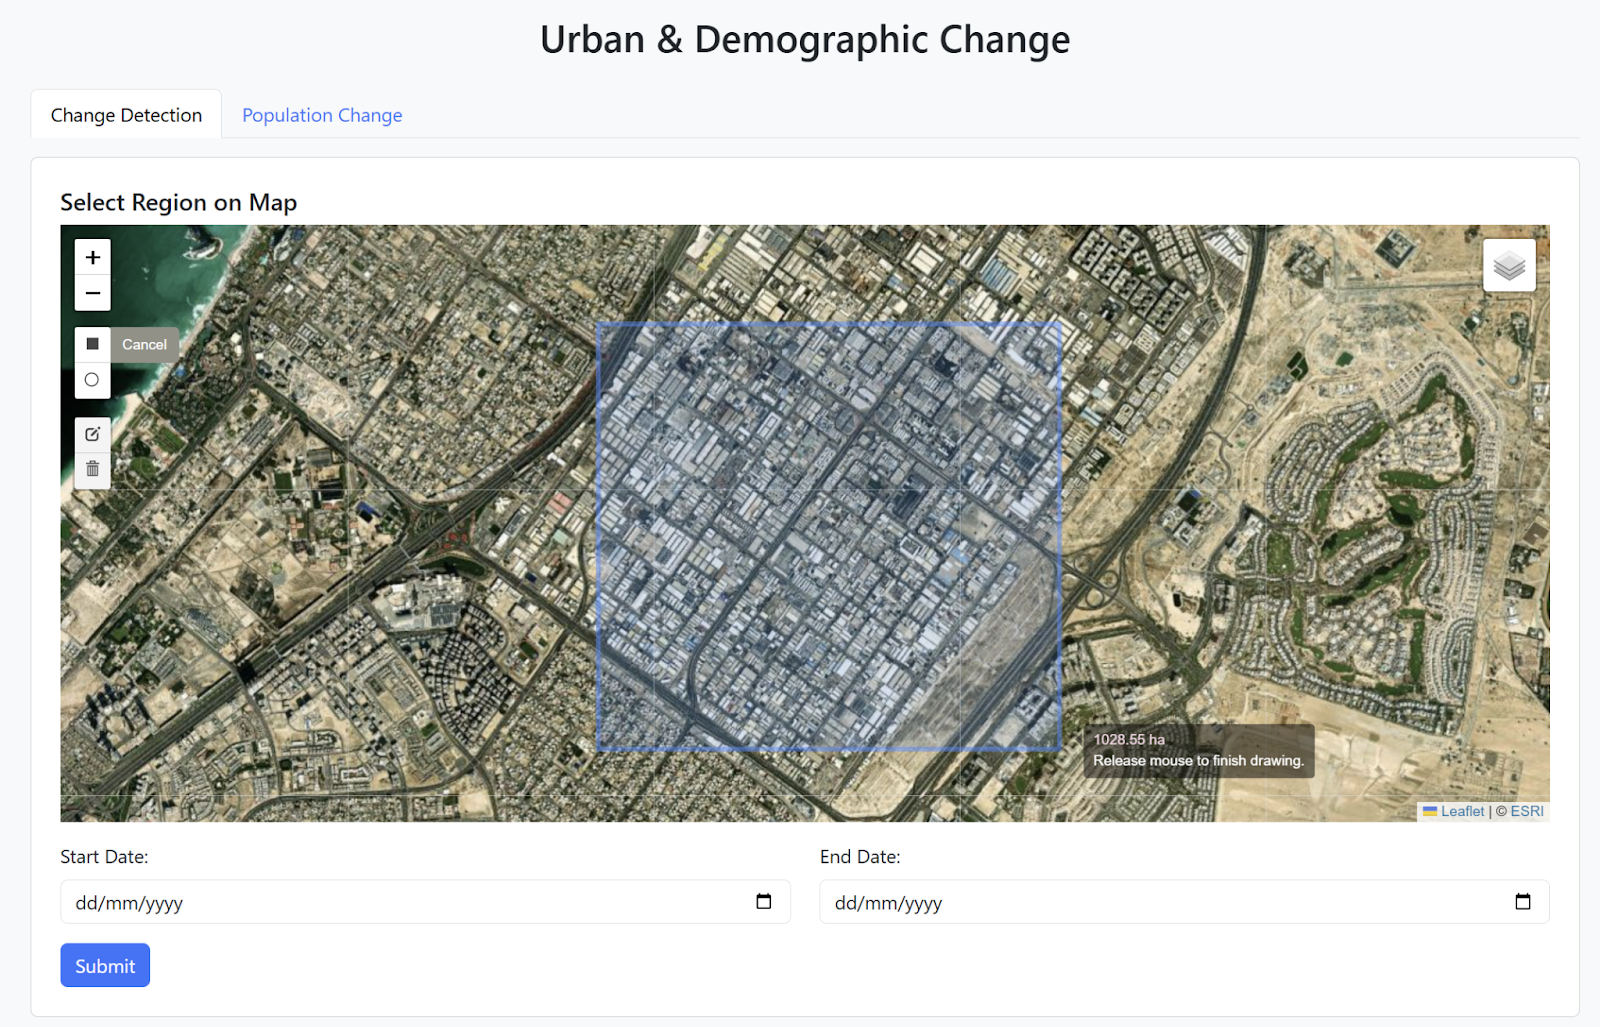 Urban & Demographic Change
Change Detection
Population Change
Select Region on Map
+
−
Cancel
1028.55 ha
Release mouse to finish drawing.
Leaflet | © ESRI
Start Date:
End Date:
dd/mm/yyyy
dd/mm/yyyy
Submit